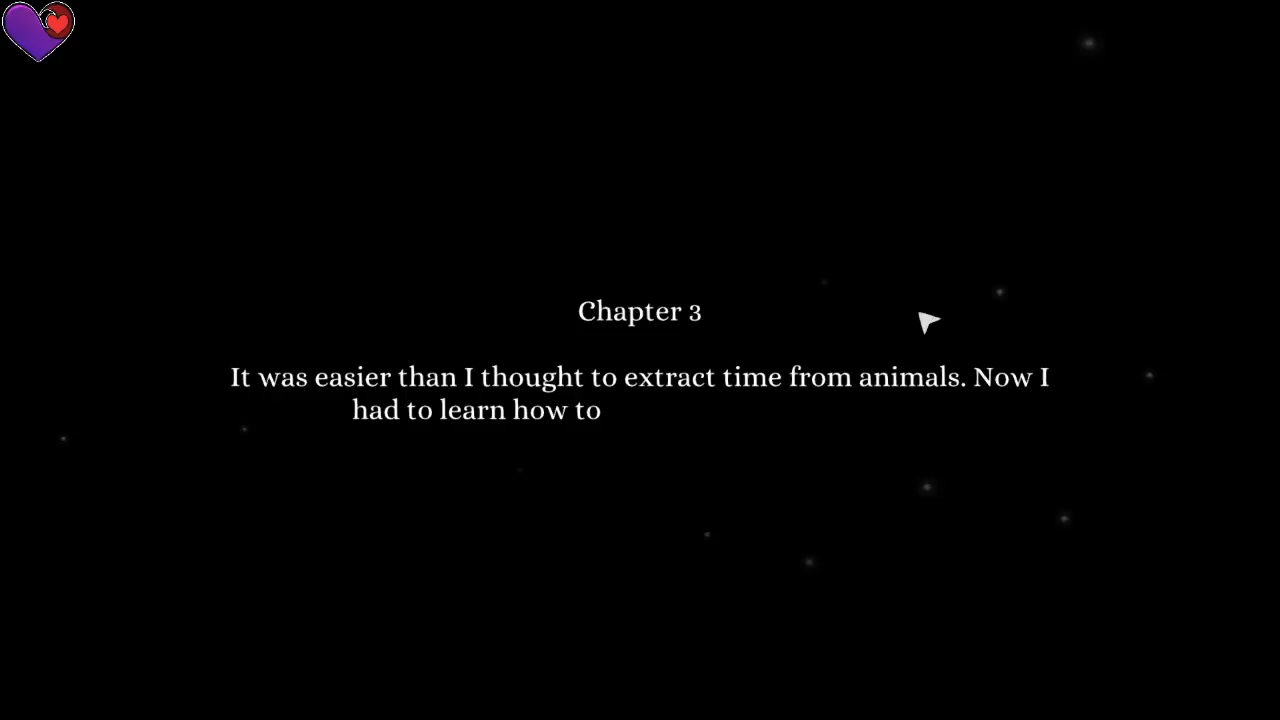 Chapter 3
It was easier than I thought to extract time from animals. Now I
had to learn how to